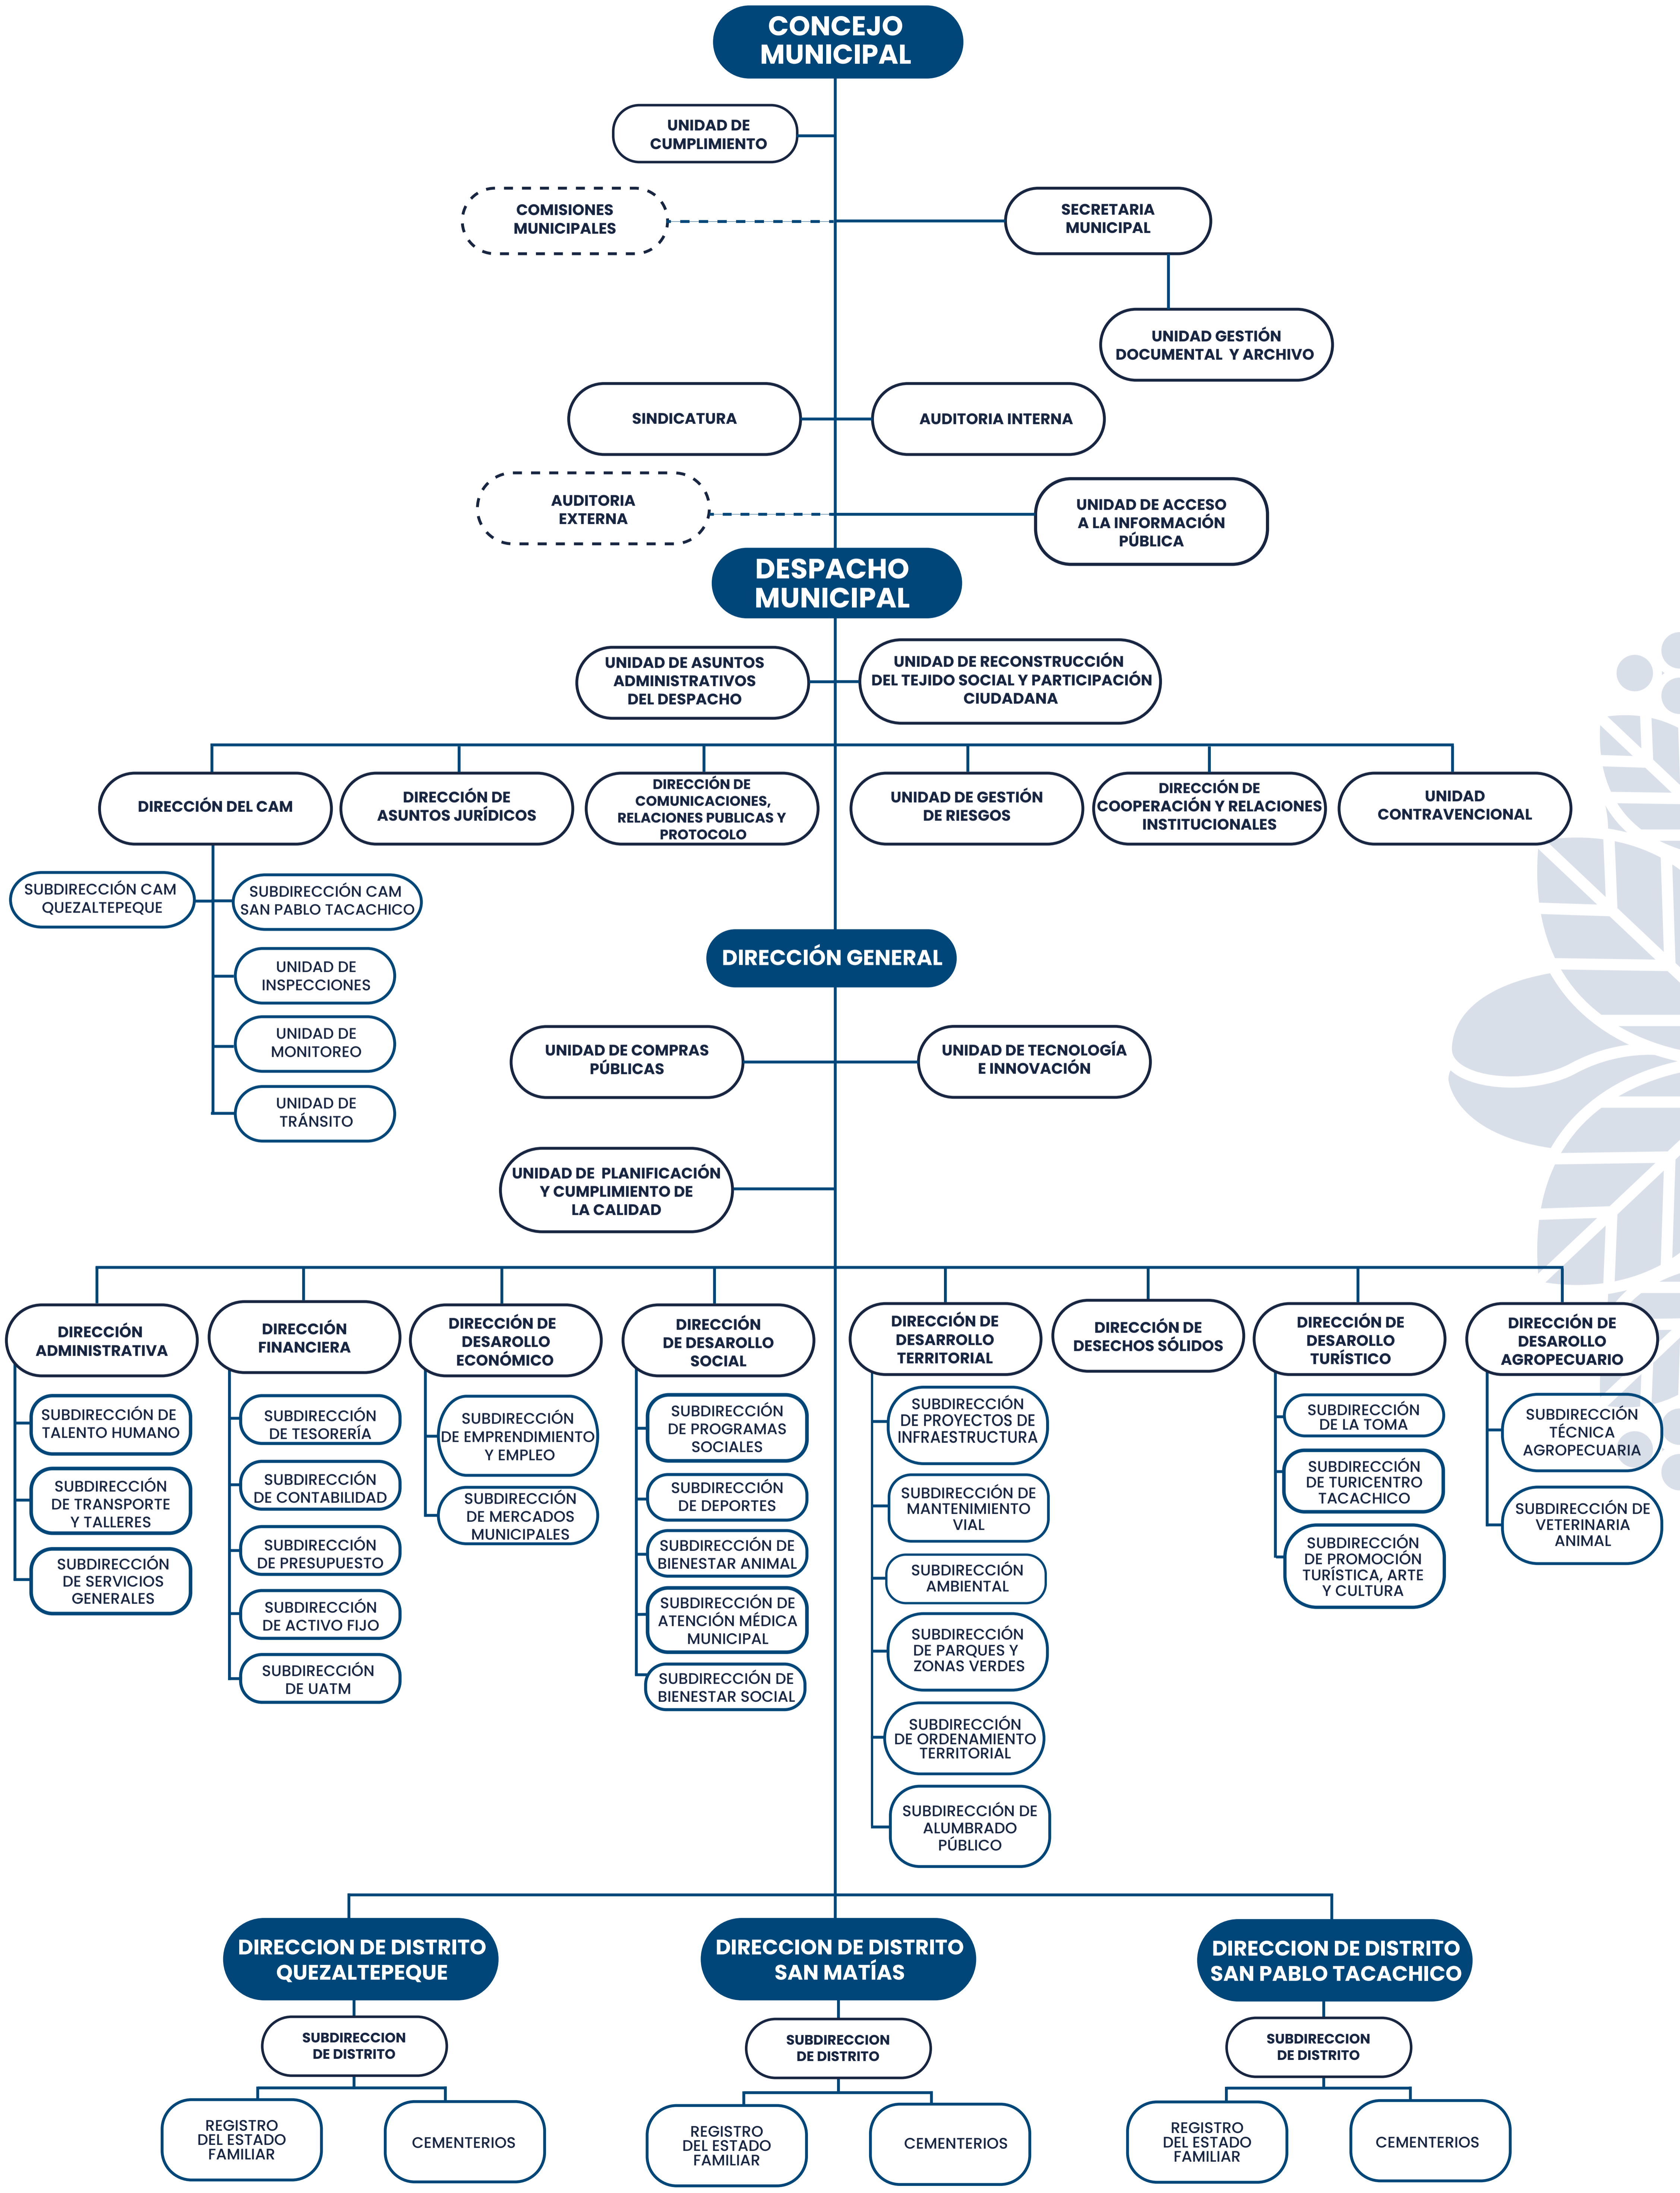 CONCEJO
MUNICIPAL
UNIDAD DE
CUMPLIMIENTO
COMISIONES
MUNICIPALES
SECRETARIA
MUNICIPAL
UNIDAD GESTIÓN
DOCUMENTAL Y ARCHIVO
SINDICATURA
AUDITORIA INTERNA
AUDITORIA
EXTERNA
UNIDAD DE ACCESO
A LA INFORMACIÓN
PÚBLICA
DESPACHO
MUNICIPAL
UNIDAD DE ASUNTOS
ADMINISTRATIVOS
DEL DESPACHO
UNIDAD DE RECONSTRUCCIÓN
DEL TEJIDO SOCIAL Y PARTICIPACIÓN
CIUDADANA
DIRECCIÓN DEL CAM
DIRECCIÓN DE
ASUNTOS JURÍDICOS
DIRECCIÓN DE
COMUNICACIONES,
RELACIONES PUBLICAS Y
PROTOCOLO
UNIDAD DE GESTIÓN
DE RIESGOS
DIRECCIÓN DE
COOPERACIÓN Y RELACIONES
INSTITUCIONALES
UNIDAD
CONTRAVENCIONAL
SUBDIRECCIÓN CAM
QUEZALTEPEQUE
SUBDIRECCIÓN CAM
SAN PABLO TACACHICO
UNIDAD DE
INSPECCIONES
UNIDAD DE
MONITOREO
UNIDAD DE
TRÁNSITO
DIRECCIÓN GENERAL
UNIDAD DE COMPRAS
PÚBLICAS
UNIDAD DE TECNOLOGÍA
E INNOVACIÓN
UNIDAD DE PLANIFICACIÓN
Y CUMPLIMIENTO DE
LA CALIDAD
DIRECCIÓN
ADMINISTRATIVA
SUBDIRECCIÓN DE
TALENTO HUMANO
SUBDIRECCIÓN
DE TRANSPORTE
Y TALLERES
SUBDIRECCIÓN
DE SERVICIOS
GENERALES
DIRECCIÓN
FINANCIERA
SUBDIRECCIÓN
DE TESORERÍA
SUBDIRECCIÓN
DE CONTABILIDAD
SUBDIRECCIÓN
DE PRESUPUESTO
SUBDIRECCIÓN
DE ACTIVO FIJO
SUBDIRECCIÓN
DE UATM
DIRECCIÓN DE
DESAROLLO
ECONÓMICO
SUBDIRECCIÓN
DE EMPRENDIMIENTO
Y EMPLEO
SUBDIRECCIÓN
DE MERCADOS
MUNICIPALES
DIRECCIÓN
DE DESAROLLO
SOCIAL
SUBDIRECCIÓN
DE PROGRAMAS
SOCIALES
SUBDIRECCIÓN
DE DEPORTES
SUBDIRECCIÓN DE
BIENESTAR ANIMAL
SUBDIRECCIÓN DE
ATENCIÓN MÉDICA
MUNICIPAL
SUBDIRECCIÓN DE
BIENESTAR SOCIAL
DIRECCIÓN DE
DESARROLLO
TERRITORIAL
SUBDIRECCIÓN
DE PROYECTOS DE
INFRAESTRUCTURA
SUBDIRECCIÓN DE
MANTENIMIENTO
VIAL
SUBDIRECCIÓN
AMBIENTAL
SUBDIRECCIÓN
DE PARQUES Y
ZONAS VERDES
SUBDIRECCIÓN
DE ORDENAMIENTO
TERRITORIAL
SUBDIRECCIÓN DE
ALUMBRADO
PÚBLICO
DIRECCIÓN DE
DESECHOS SÓLIDOS
DIRECCIÓN DE
DESAROLLO
TURÍSTICO
SUBDIRECCIÓN
DE LA TOMA
SUBDIRECCIÓN
DE TURICENTRO
TACACHICO
SUBDIRECCIÓN
DE PROMOCIÓN
TURÍSTICA, ARTE
Y CULTURA
DIRECCIÓN DE
DESAROLLO
AGROPECUARIO
SUBDIRECCIÓN
TÉCNICA
AGROPECUARIA
SUBDIRECCIÓN DE
VETERINARIA
ANIMAL
DIRECCION DE DISTRITO
QUEZALTEPEQUE
SUBDIRECCION
DE DISTRITO
REGISTRO
DEL ESTADO
FAMILIAR
CEMENTERIOS
DIRECCION DE DISTRITO
SAN MATÍAS
SUBDIRECCION
DE DISTRITO
REGISTRO
DEL ESTADO
FAMILIAR
CEMENTERIOS
DIRECCION DE DISTRITO
SAN PABLO TACACHICO
SUBDIRECCION
DE DISTRITO
REGISTRO
DEL ESTADO
FAMILIAR
CEMENTERIOS